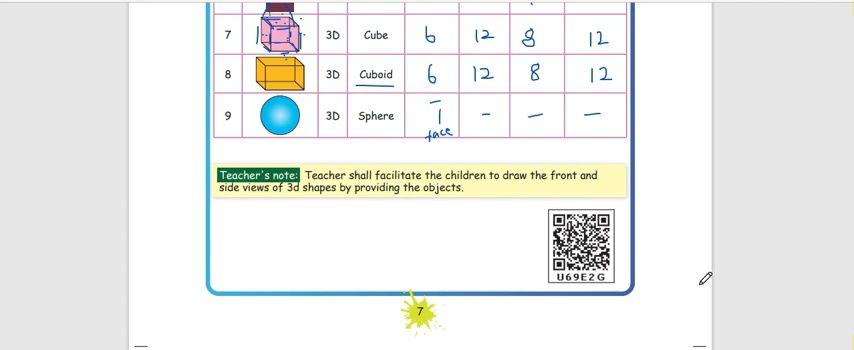 7 3D Cube 6 12 8 12
8 3D Cuboid 6 12 8 12
9 3D Sphere 1 - - -
face
Teacher's note: Teacher shall facilitate the children to draw the front and
side views of 3d shapes by providing the objects.
U69E2G
7